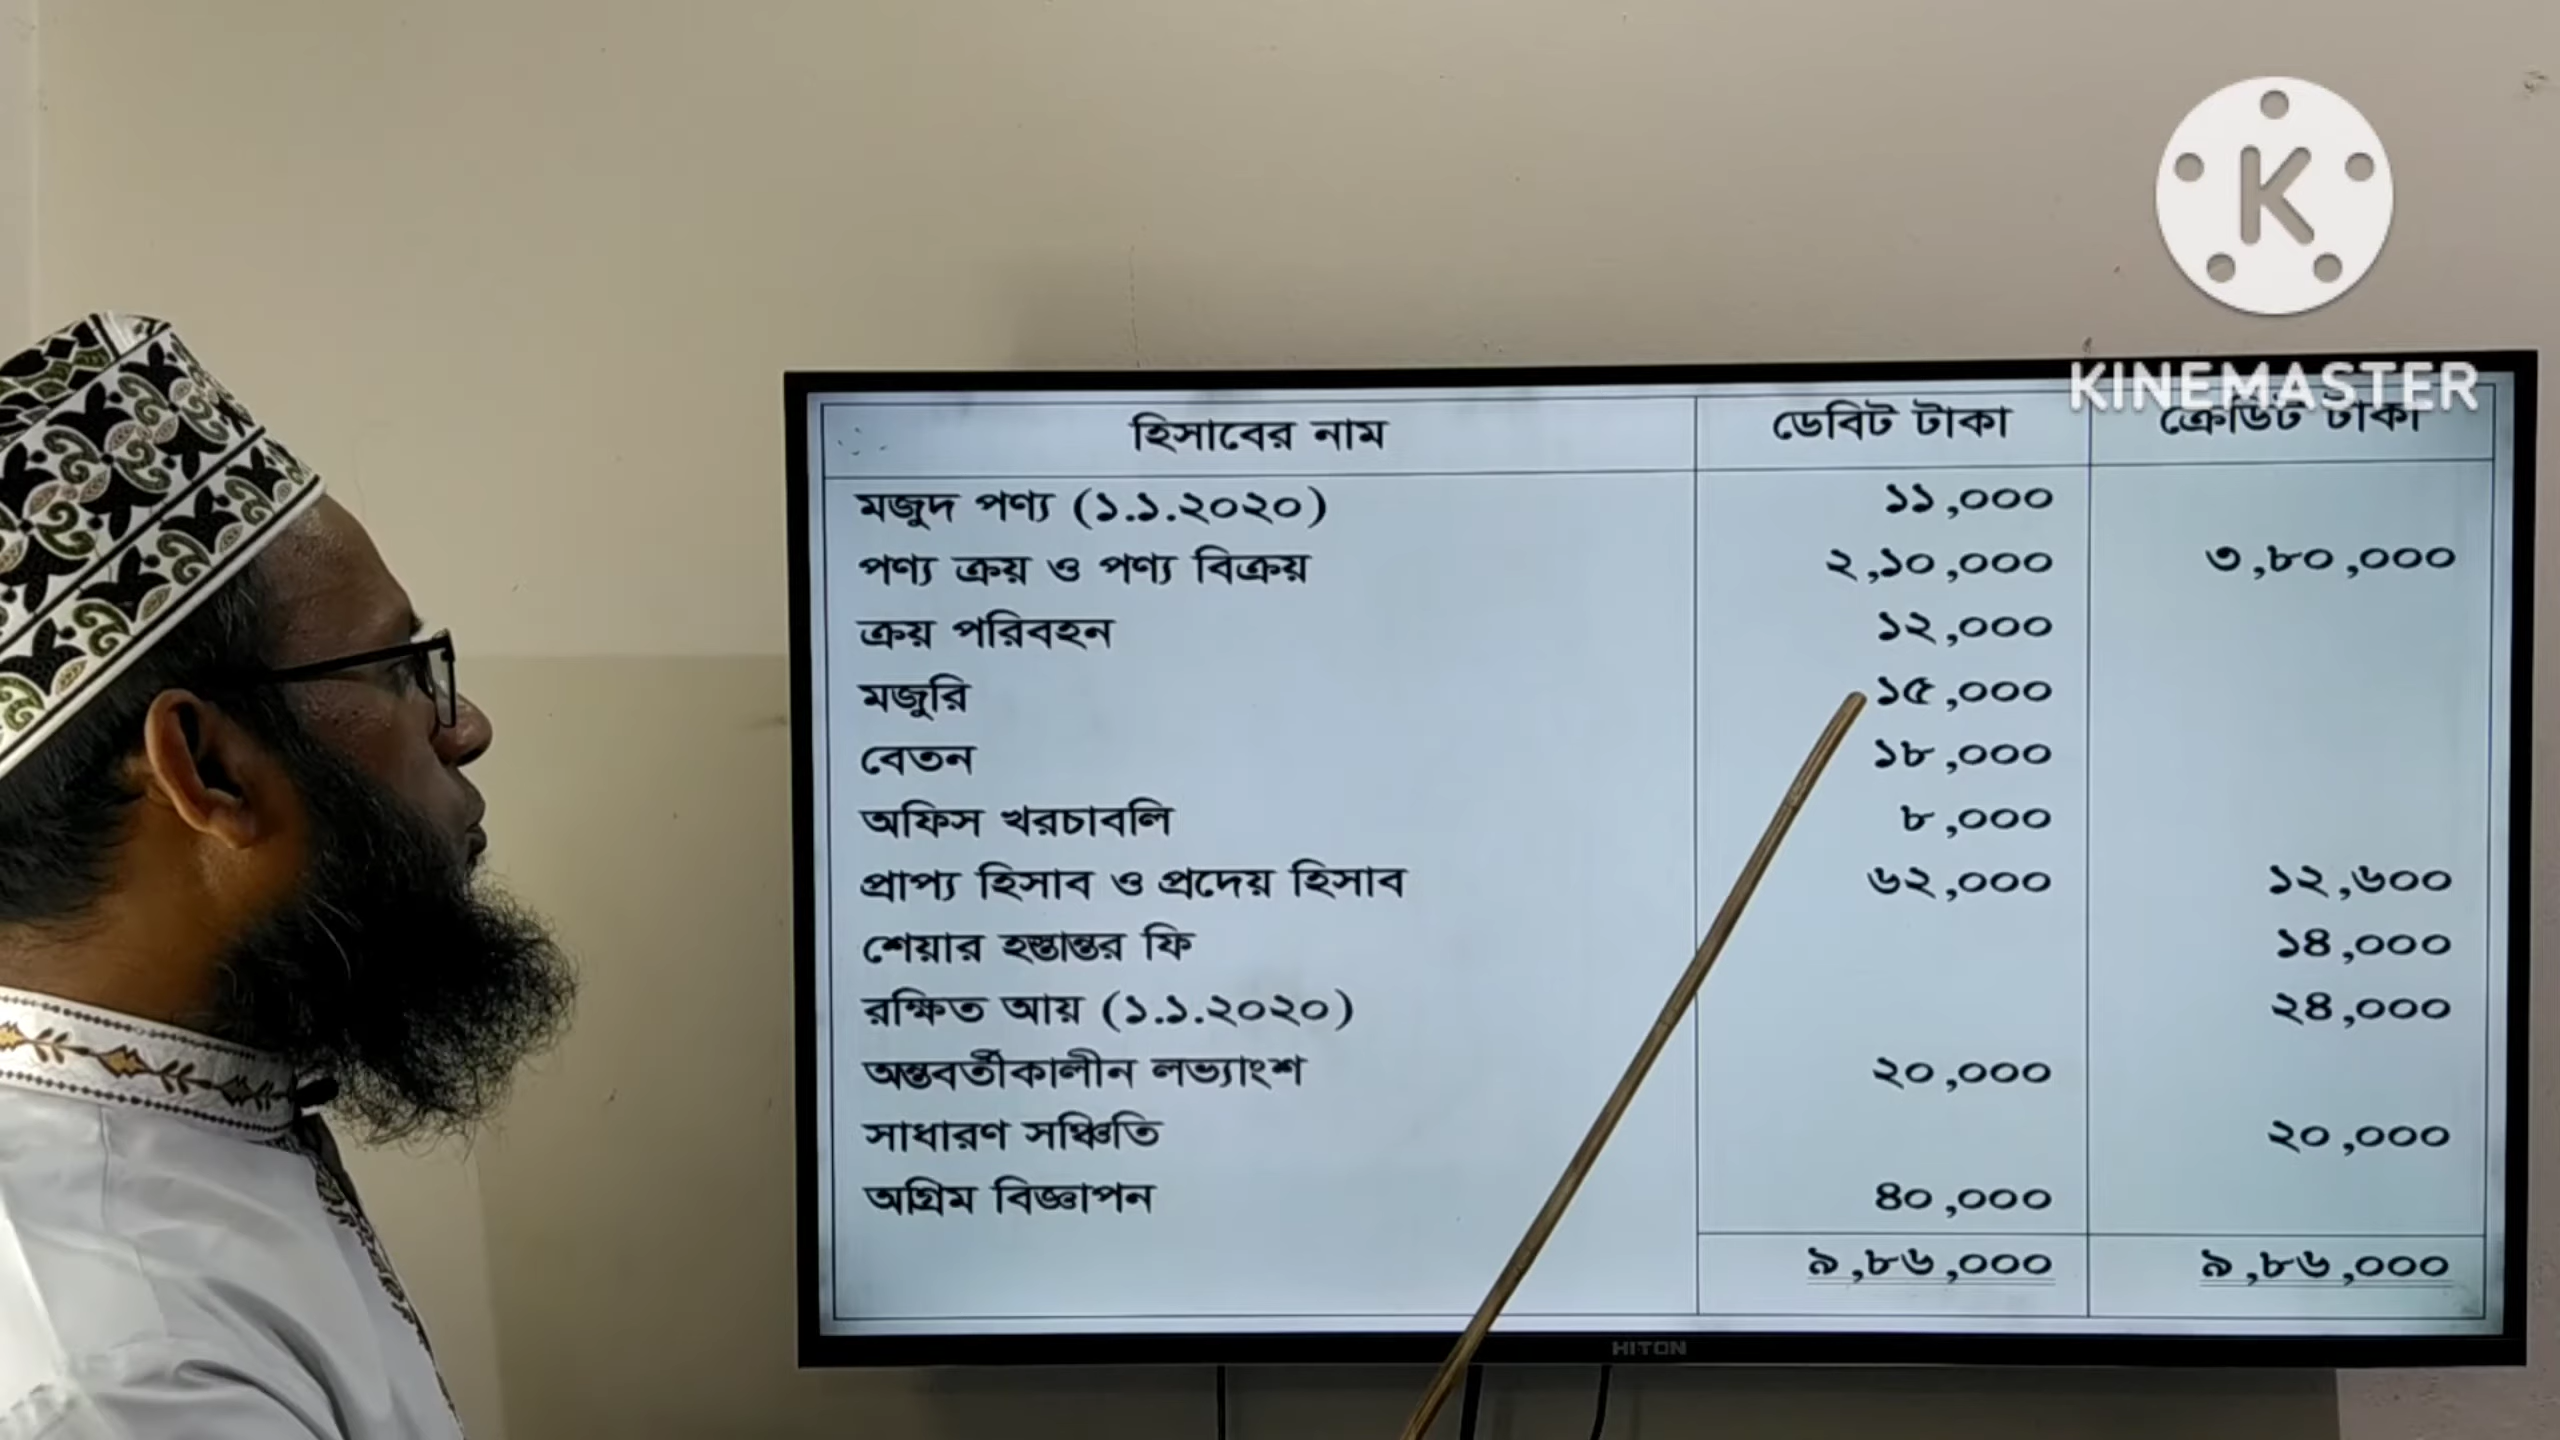 K
KINEMASTER
হিসাবের নাম ডেবিট টাকা ক্রেডিট টাকা
মজুদ পণ্য (১.১.২০২০) ১১,০০০
পণ্য ক্রয় ও পণ্য বিক্রয় ২,১০,০০০ ৩,৮০,০০০
ক্রয় পরিবহন ১২,০০০
মজুরি ১৫,০০০
বেতন ১৮,০০০
অফিস খরচাবলি ৮,০০০
প্রাপ্য হিসাব ও প্রদেয় হিসাব ৬২,০০০ ১২,৬০০
শেয়ার হস্তান্তর ফি ১৪,০০০
রক্ষিত আয় (১.১.২০২০) ২৪,০০০
অন্তবর্তীকালীন লভ্যাংশ ২০,০০০
সাধারণ সঞ্চিতি ২০,০০০
অগ্রিম বিজ্ঞাপন ৪০,০০০
৯,৮৬,০০০ ৯,৮৬,০০০
HITON